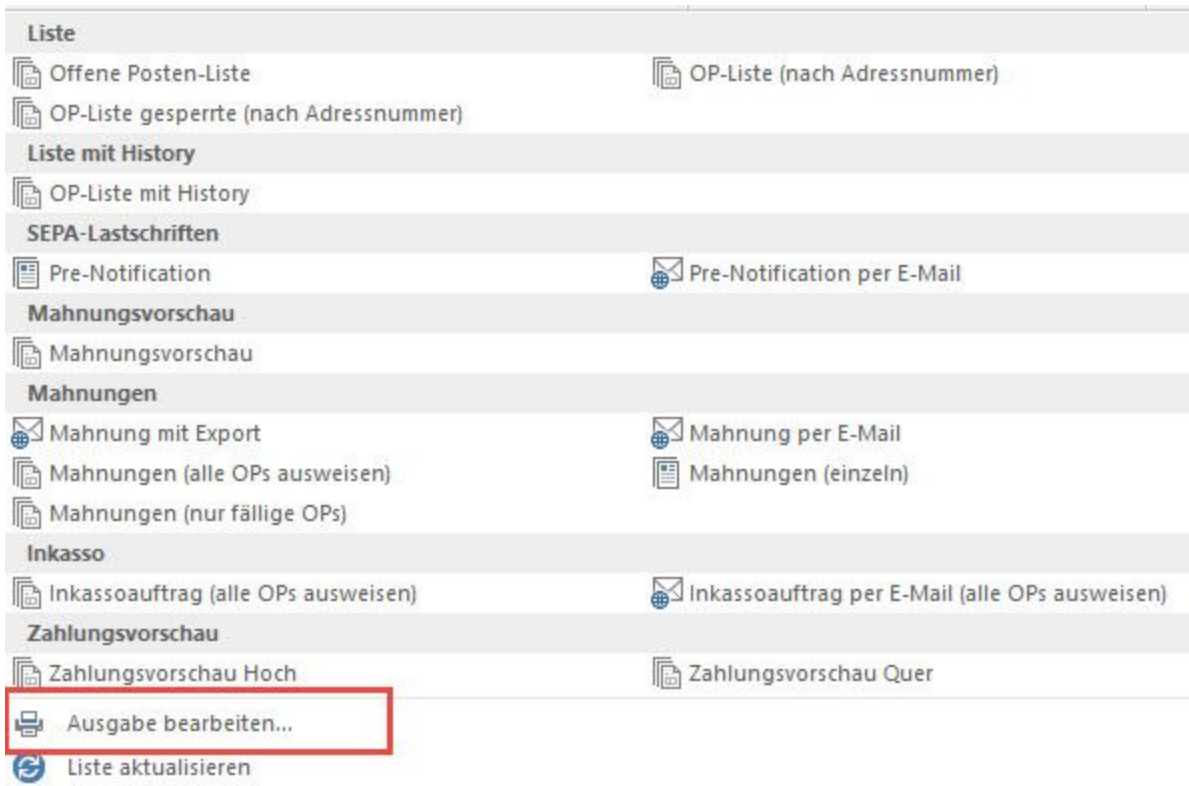 Liste
Offene Posten-Liste
OP-Liste (nach Adressnummer)
OP-Liste gesperrte (nach Adressnummer)
Liste mit History
OP-Liste mit History
SEPA-Lastschriften
Pre-Notification
Pre-Notification per E-Mail
Mahnungsvorschau
Mahnungsvorschau
Mahnungen
Mahnung mit Export
Mahnung per E-Mail
Mahnungen (alle OPs ausweisen)
Mahnungen (einzeln)
Mahnungen (nur fällige OPs)
Inkasso
Inkassoauftrag (alle OPs ausweisen)
Inkassoauftrag per E-Mail (alle OPs ausweisen)
Zahlungsvorschau
Zahlungsvorschau Hoch
Zahlungsvorschau Quer
Ausgabe bearbeiten...
Liste aktualisieren